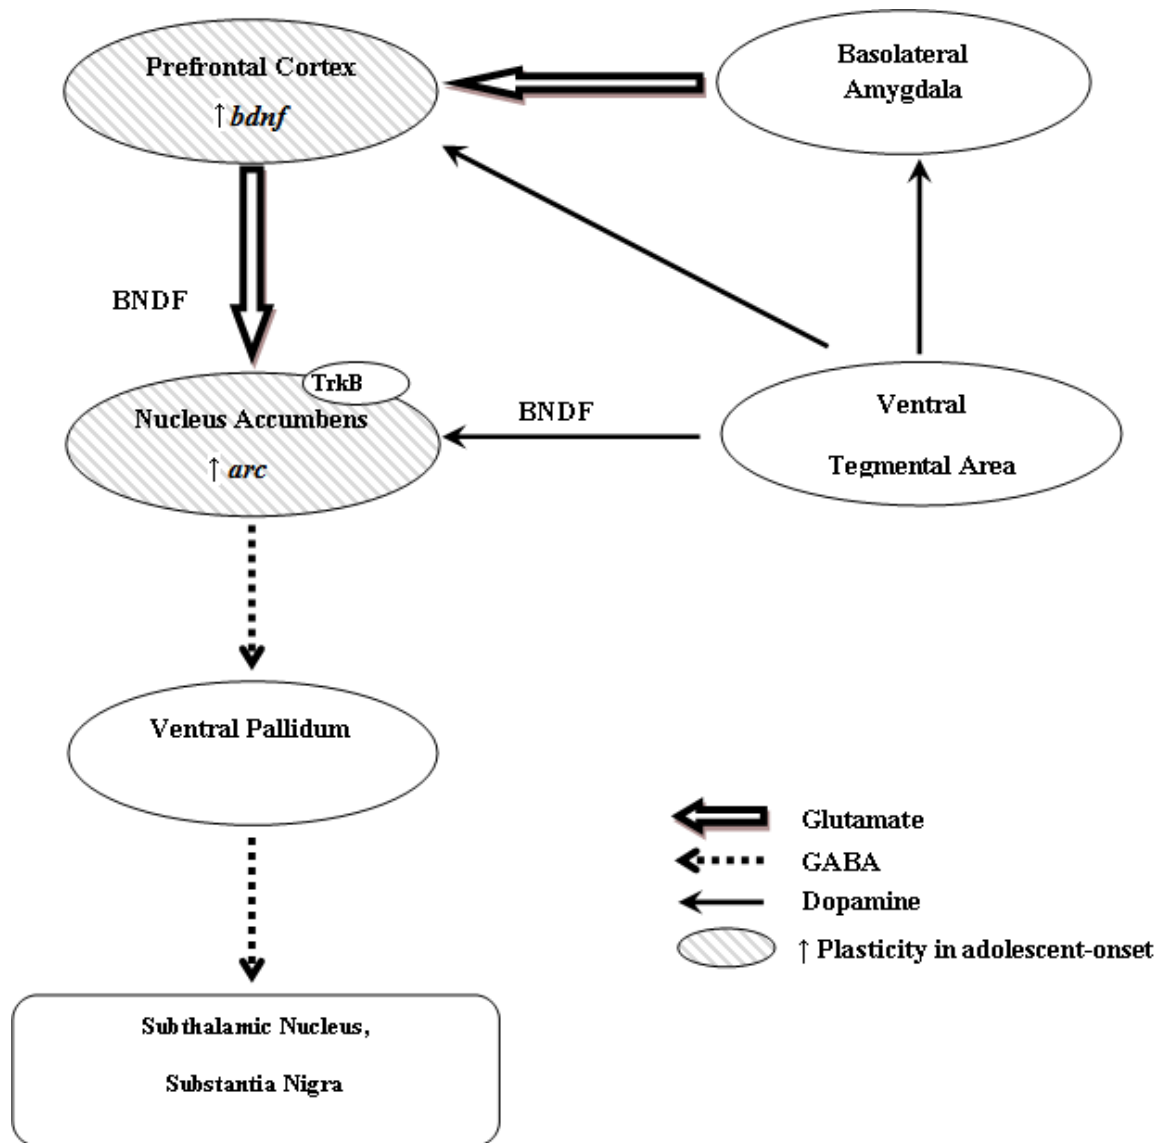 Prefrontal Cortex
↑ bdnf
Basolateral
Amygdala
BNDF
TrkB
Nucleus Accumbens
↑ arc
BNDF
Ventral
Tegmental Area
Ventral Pallidum
Glutamate
GABA
Dopamine
↑ Plasticity in adolescent-onset
Subthalamic Nucleus,
Substantia Nigra